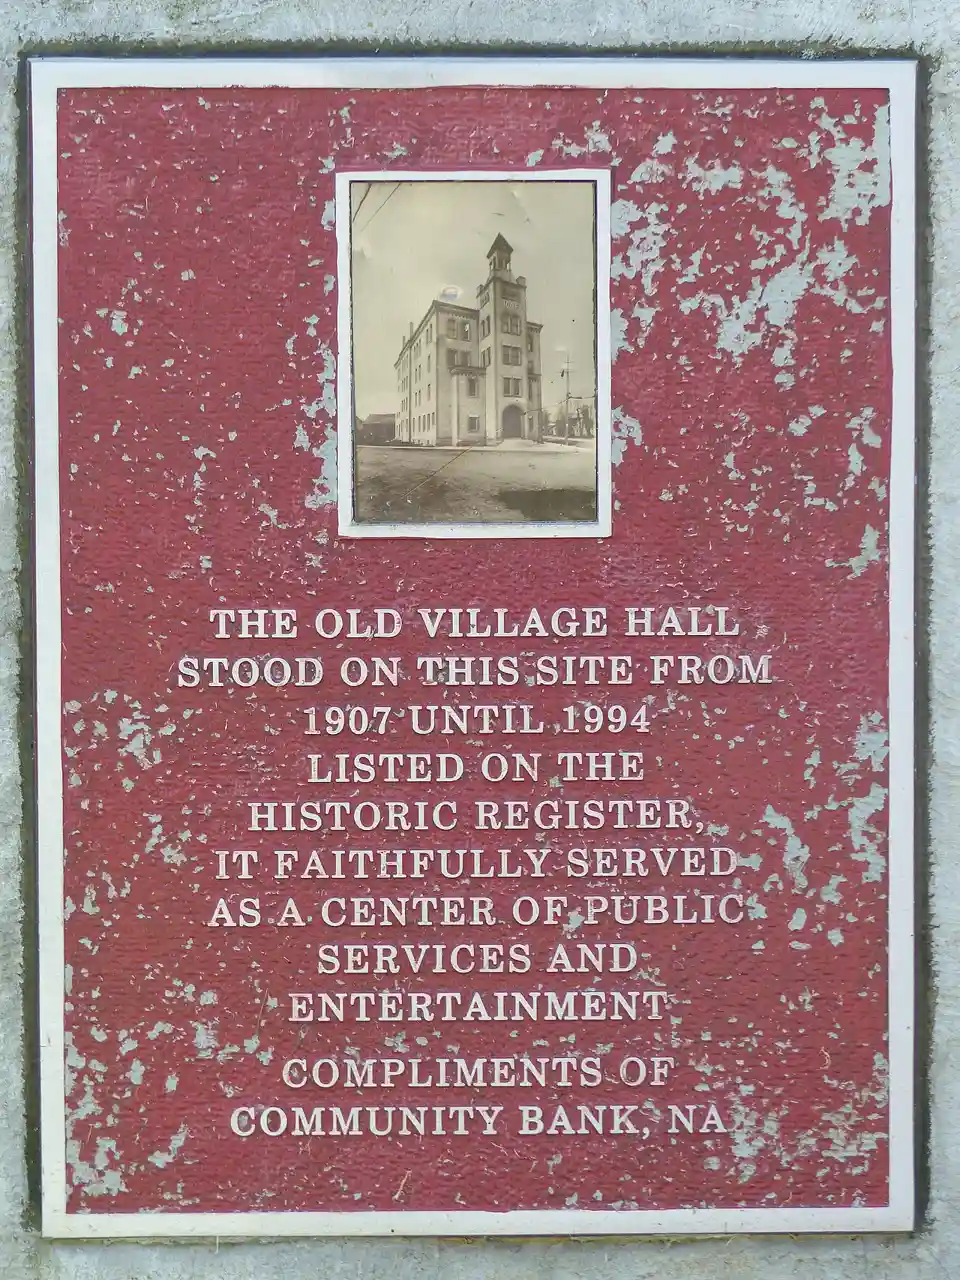 THE OLD VILLAGE HALL
STOOD ON THIS SITE FROM
1907 UNTIL 1994
LISTED ON THE
HISTORIC REGISTER,
IT FAITHFULLY SERVED
AS A CENTER OF PUBLIC
SERVICES AND
ENTERTAINMENT
COMPLIMENTS OF
COMMUNITY BANK, NA